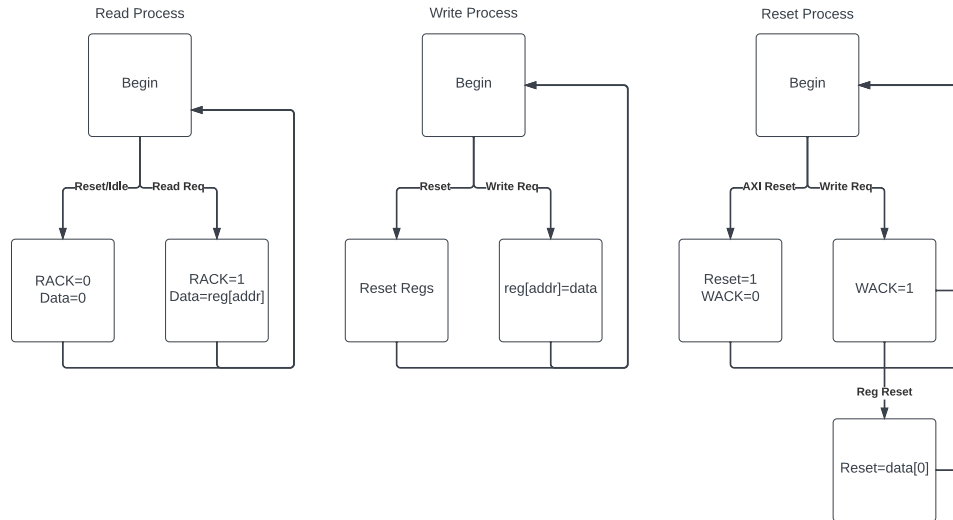 Read Process
Begin
Reset/Idle
Read Req
RACK=0
Data=0
RACK=1
Data=reg[addr]
Write Process
Begin
Reset
Write Req
Reset Regs
reg[addr]=data
Reset Process
Begin
AXI Reset
Write Req
Reset=1
WACK=0
WACK=1
Reg Reset
Reset=data[0]